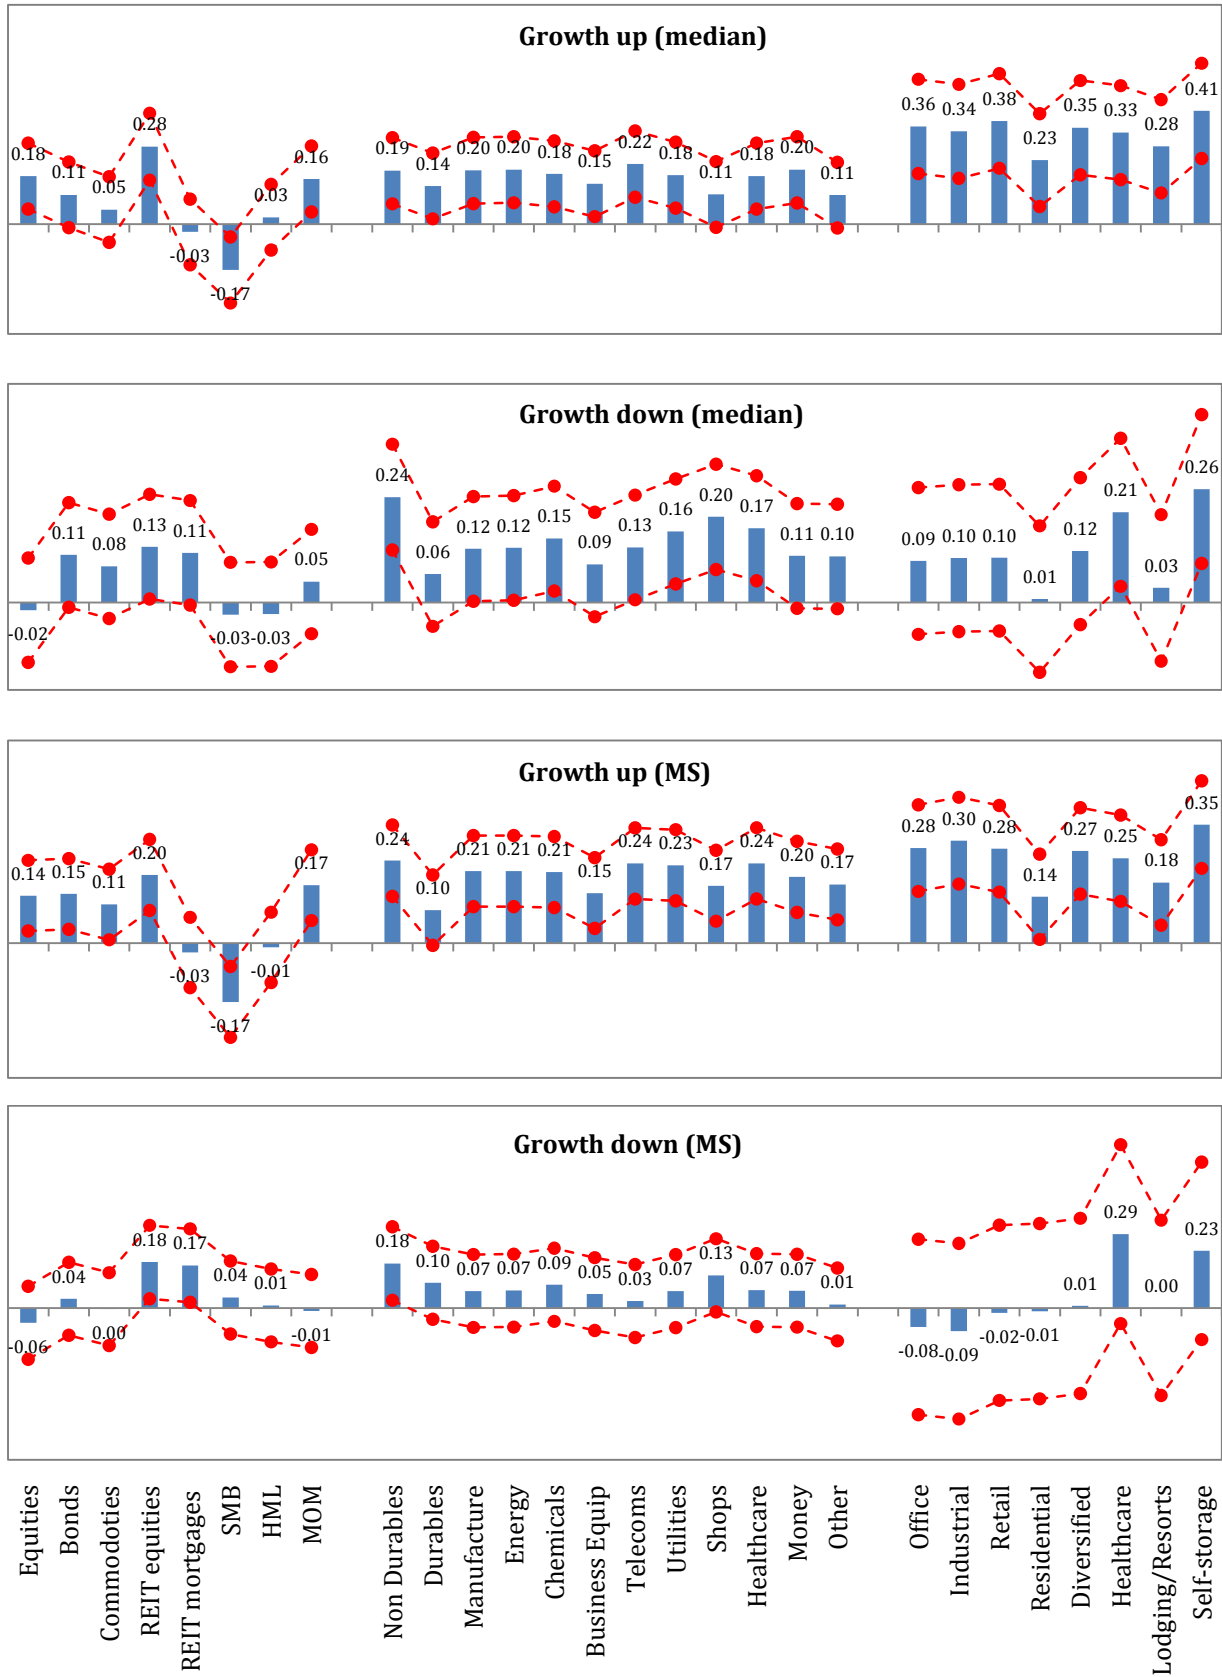 Growth up (median)
0.18 0.11 0.05 0.28 -0.03 -0.17 0.03 0.16 0.19 0.14 0.20 0.20 0.18 0.15 0.22 0.18 0.11 0.18 0.20 0.11 0.36 0.34 0.38 0.23 0.35 0.33 0.28 0.41
Growth down (median)
-0.02 0.11 0.08 0.13 0.11 -0.03 -0.03 0.05 0.24 0.06 0.12 0.12 0.15 0.09 0.13 0.16 0.20 0.17 0.11 0.10 0.09 0.10 0.10 0.01 0.12 0.21 0.03 0.26
Growth up (MS)
0.14 0.15 0.11 0.20 -0.03 -0.17 -0.01 0.17 0.24 0.10 0.21 0.21 0.21 0.15 0.24 0.23 0.17 0.24 0.20 0.17 0.28 0.30 0.28 0.14 0.27 0.25 0.18 0.35
Growth down (MS)
-0.06 0.04 0.00 0.18 0.17 0.04 0.01 -0.01 0.18 0.10 0.07 0.07 0.09 0.05 0.03 0.07 0.13 0.07 0.07 0.01 -0.08 -0.09 -0.02 -0.01 0.01 0.29 0.00 0.23
Equities
Bonds
Commodoties
REIT equities
REIT mortgages
SMB
HML
MOM
Non Durables
Durables
Manufacture
Energy
Chemicals
Business Equip
Telecoms
Utilities
Shops
Healthcare
Money
Other
Office
Industrial
Retail
Residential
Diversified
Healthcare
Lodging/Resorts
Self-storage